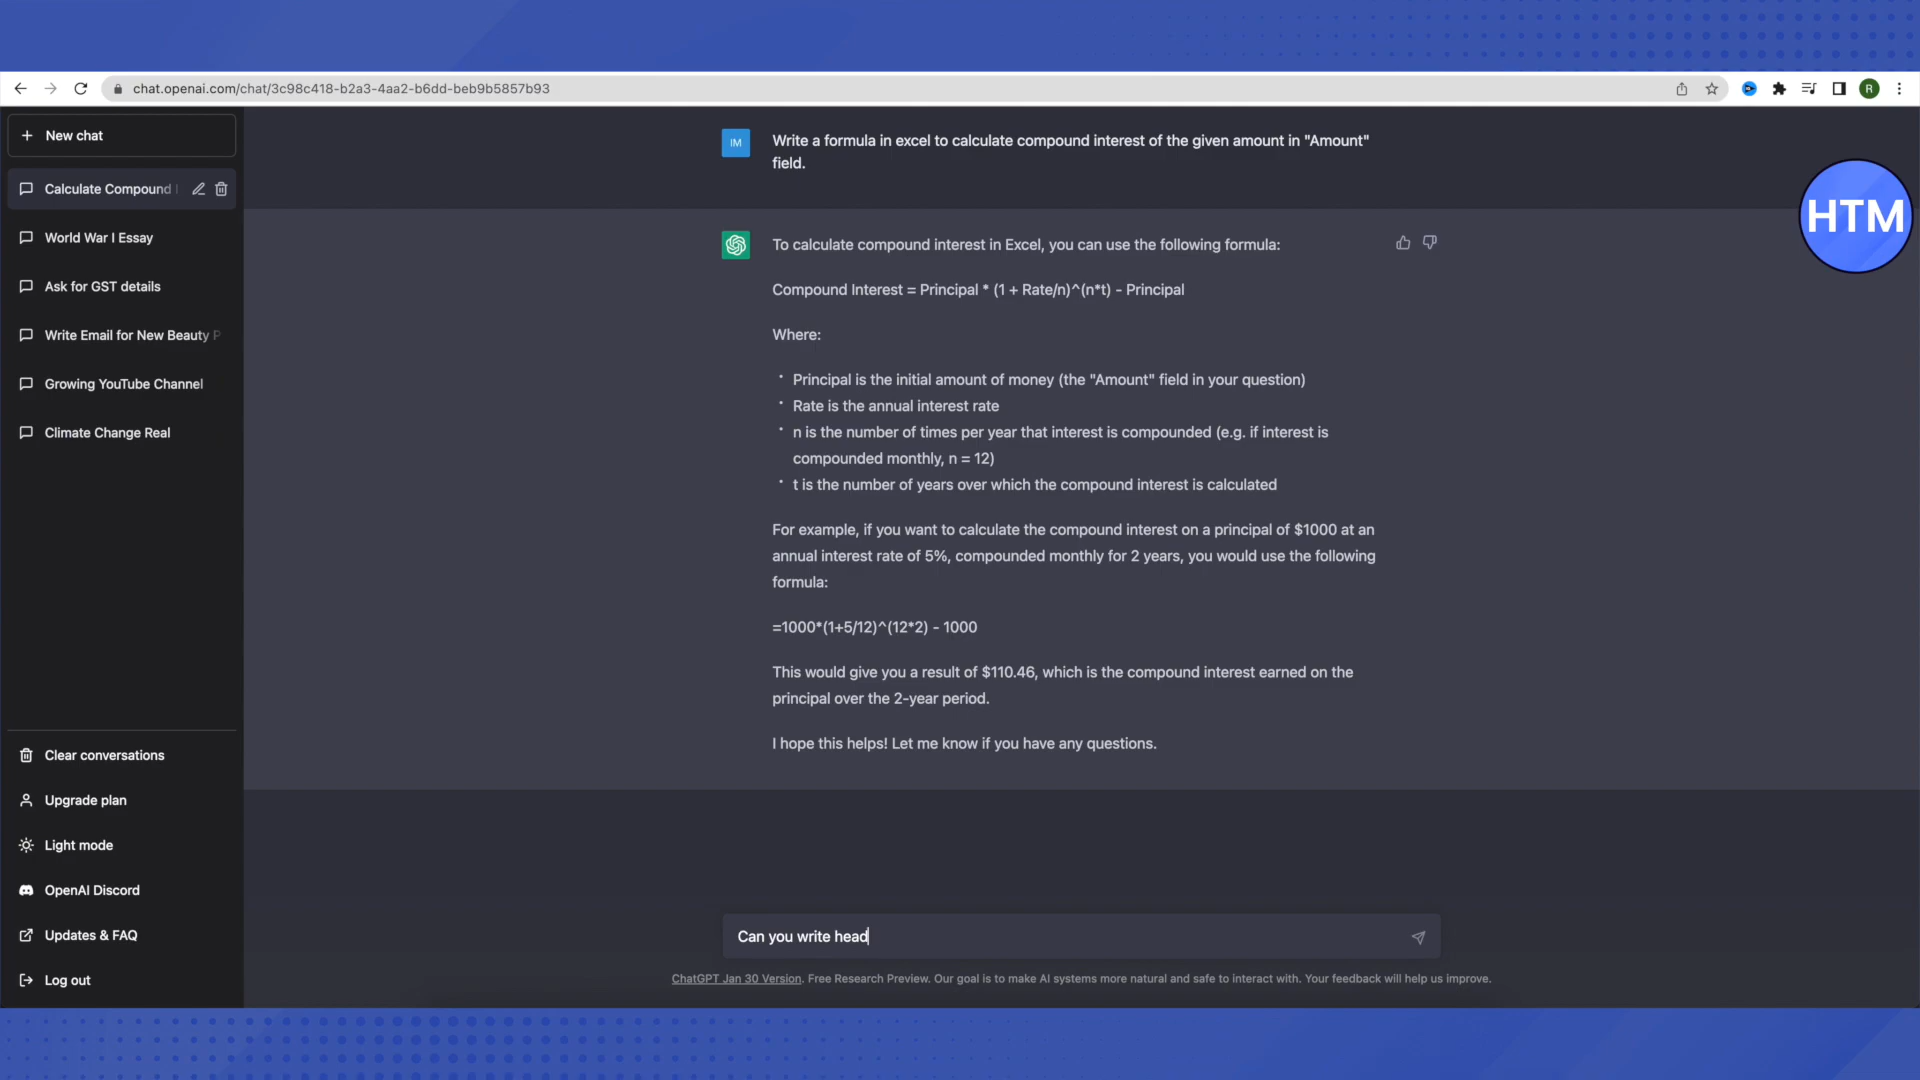 chat.openai.com/chat/3c98c418-b2a3-4aa2-b6dd-beb9b5857b93
R
New chat
Calculate Compound
World War I Essay
Ask for GST details
Write Email for New Beauty P
Growing YouTube Channel
Climate Change Real
Clear conversations
Upgrade plan
Light mode
OpenAI Discord
Updates & FAQ
Log out
IM
Write a formula in excel to calculate compound interest of the given amount in "Amount"
field.
HTM
To calculate compound interest in Excel, you can use the following formula:
Compound Interest = Principal * (1 + Rate/n)^(n*t) - Principal
Where:
• Principal is the initial amount of money (the "Amount" field in your question)
• Rate is the annual interest rate
• n is the number of times per year that interest is compounded (e.g. if interest is
compounded monthly, n = 12)
• t is the number of years over which the compound interest is calculated
For example, if you want to calculate the compound interest on a principal of $1000 at an
annual interest rate of 5%, compounded monthly for 2 years, you would use the following
formula:
=1000*(1+5/12)^(12*2) - 1000
This would give you a result of $110.46, which is the compound interest earned on the
principal over the 2-year period.
I hope this helps! Let me know if you have any questions.
Can you write head
ChatGPT Jan 30 Version. Free Research Preview. Our goal is to make AI systems more natural and safe to interact with. Your feedback will help us improve.